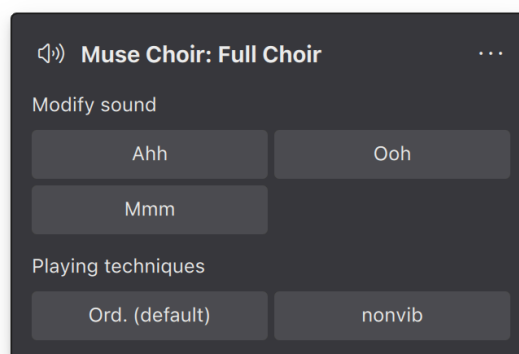 Muse Choir: Full Choir
Modify sound
Ahh
Ooh
Mmm
Playing techniques
Ord. (default)
nonvib